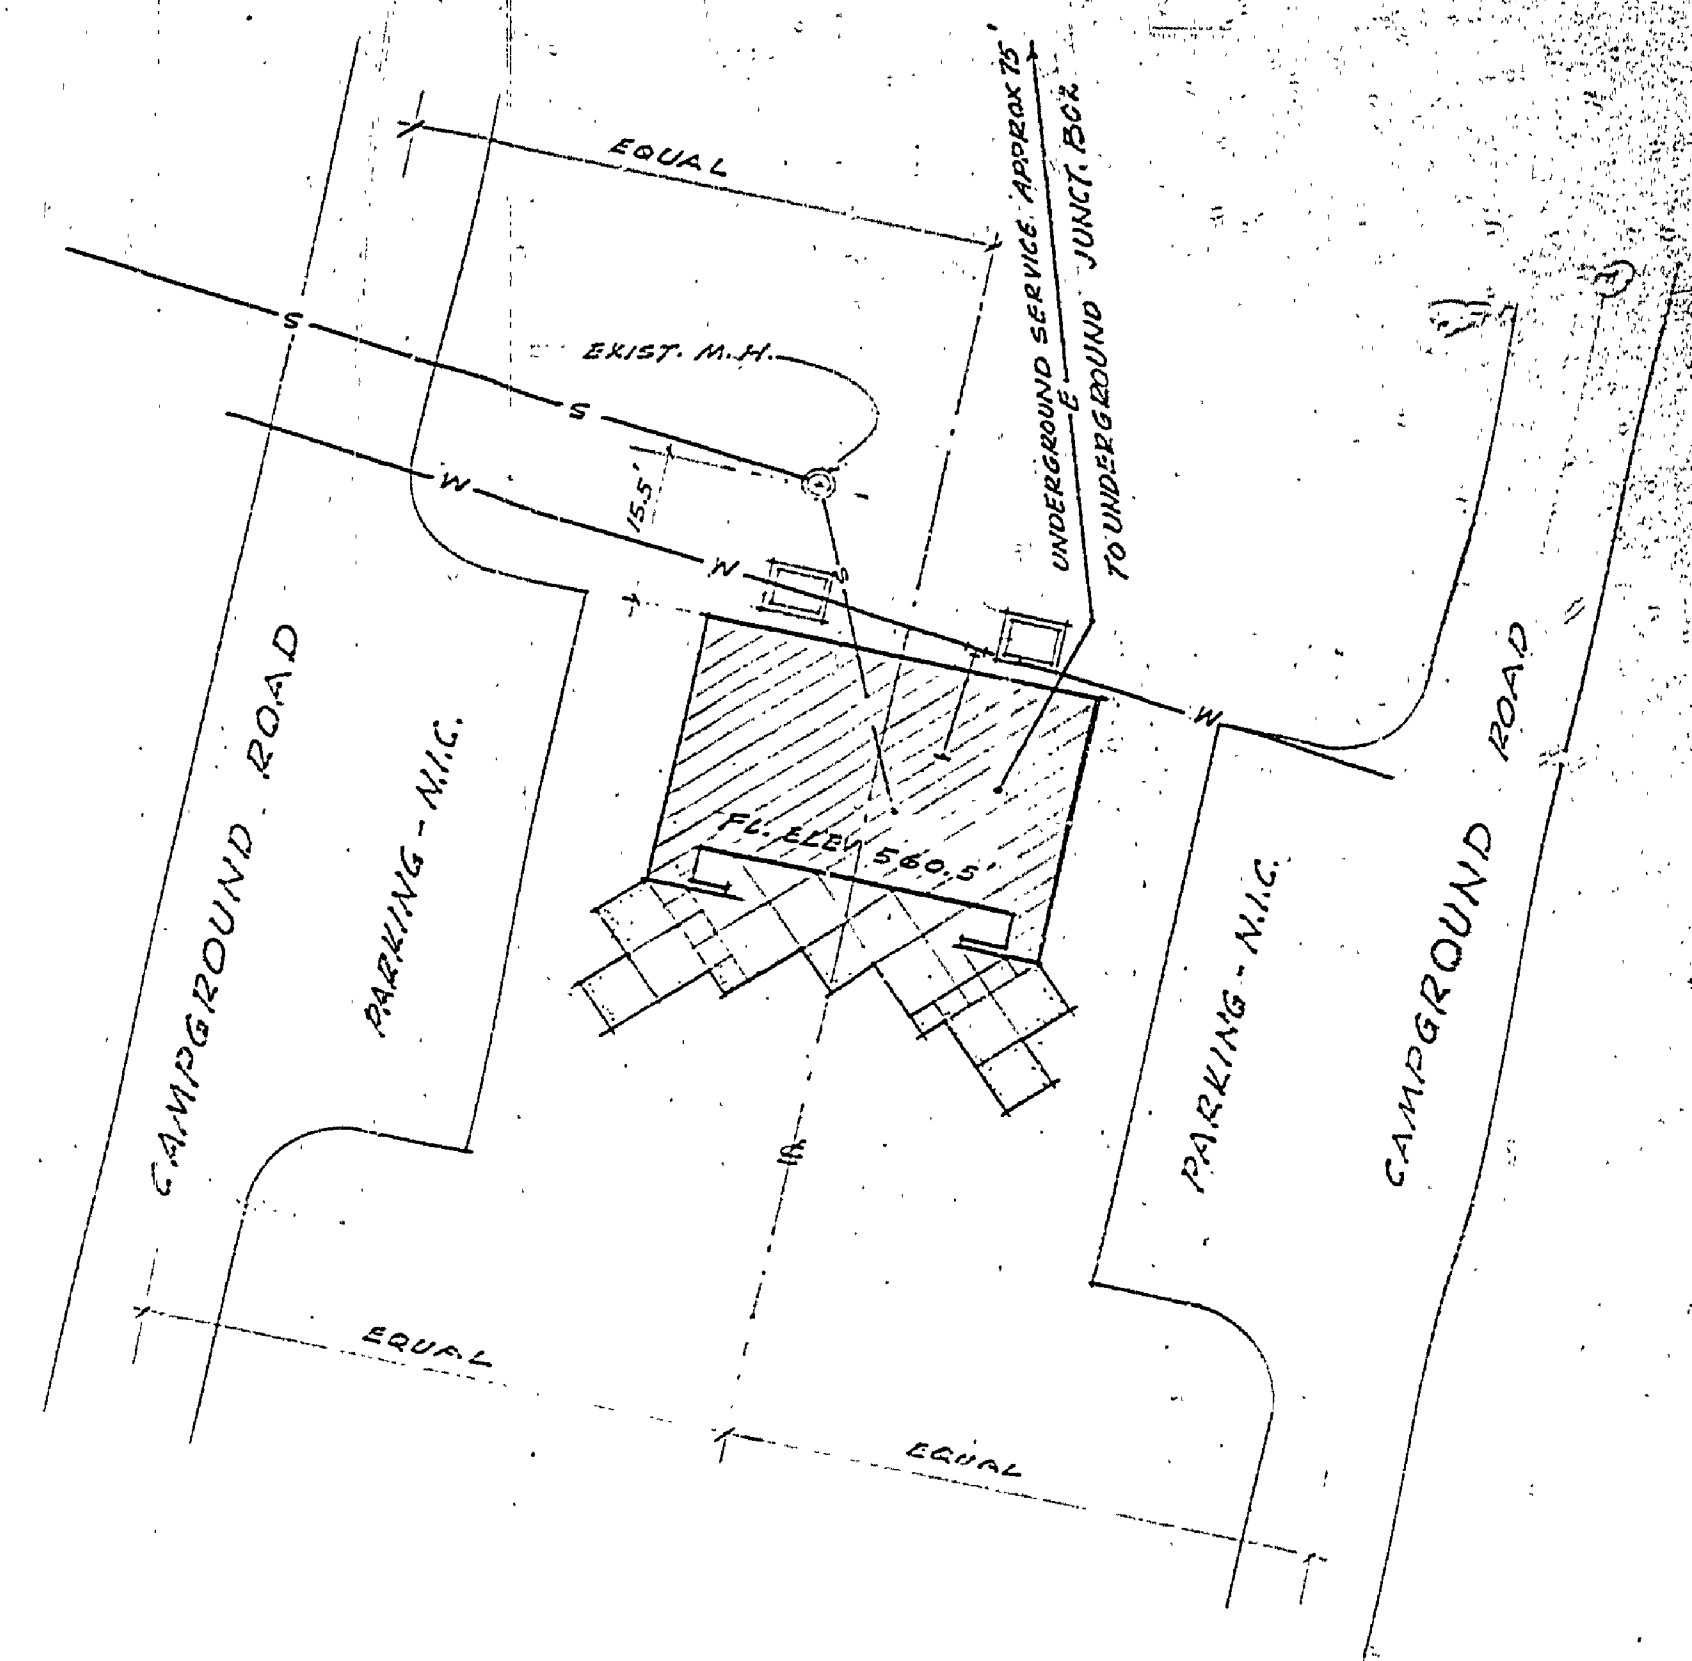 EQUAL
UNDERGROUND SERVICE APPROX 75'
E
TO UNDERGROUND JUNCT. BOX
S
EXIST. M.H.
S
W
15.5'
W
S
W
CAMPGROUND ROAD
PARKING - N.I.C.
FL. ELEV 560.5'
PARKING - N.I.C.
CAMPGROUND ROAD
EQUAL
EQUAL